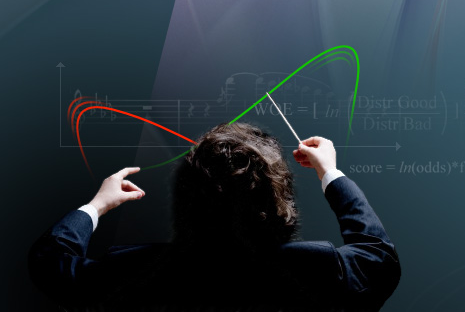 WOE = [ ln ( Distr Good
Distr Bad
score = ln(odds)*f